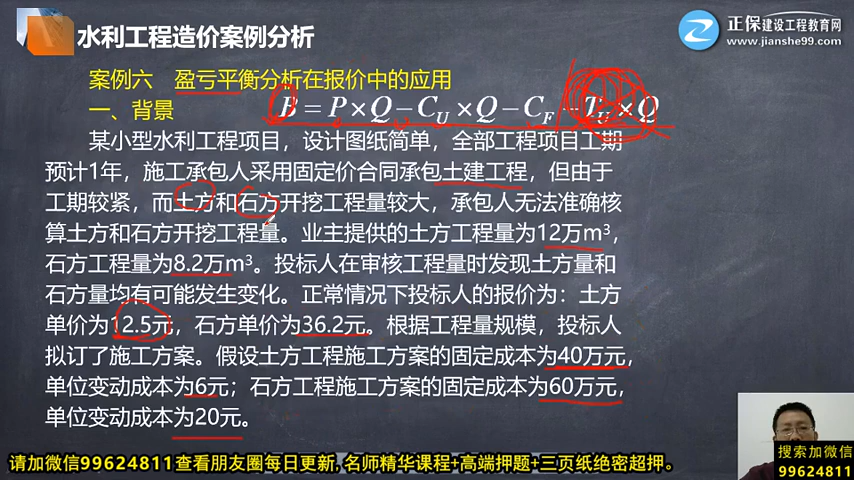 水利工程造价案例分析
正保建设工程教育网
www.jianshe99.com
案例六 盈亏平衡分析在报价中的应用
一、背景
B = P × Q − C_U × Q − C_F − T_U × Q
某小型水利工程项目，设计图纸简单，全部工程项目工期
预计1年，施工承包人采用固定价合同承包土建工程，但由于
工期较紧，而土方和石方开挖工程量较大，承包人无法准确核
算土方和石方开挖工程量。业主提供的土方工程量为12万m³，
石方工程量为8.2万m³。投标人在审核工程量时发现土方量和
石方量均有可能发生变化。正常情况下投标人的报价为：土方
单价为12.5元，石方单价为36.2元。根据工程量规模，投标人
拟订了施工方案。假设土方工程施工方案的固定成本为40万元，
单位变动成本为6元；石方工程施工方案的固定成本为60万元，
单位变动成本为20元。
搜索加微信
99624811
请加微信99624811查看朋友圈每日更新,名师精华课程+高端押题+三页纸绝密超押。